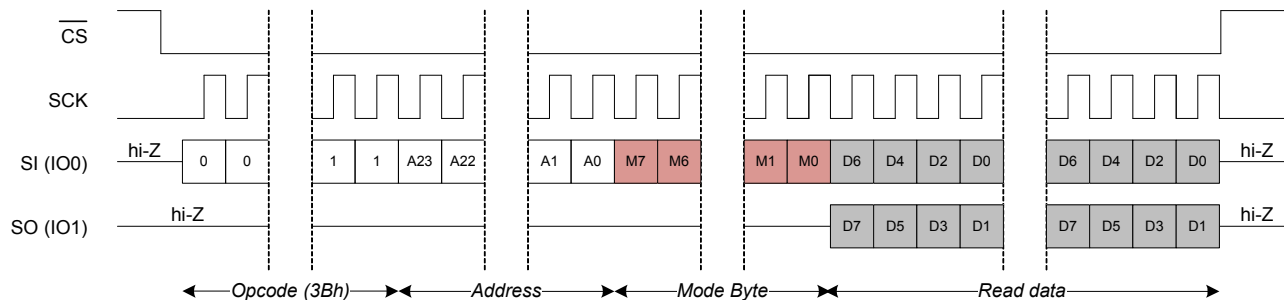 CS
SCK
SI (IO0) hi-Z 0 0 1 1 A23 A22 A1 A0 M7 M6 M1 M0 D6 D4 D2 D0 D6 D4 D2 D0 hi-Z
SO (IO1) hi-Z D7 D5 D3 D1 D7 D5 D3 D1 hi-Z
Opcode (3Bh) Address Mode Byte Read data